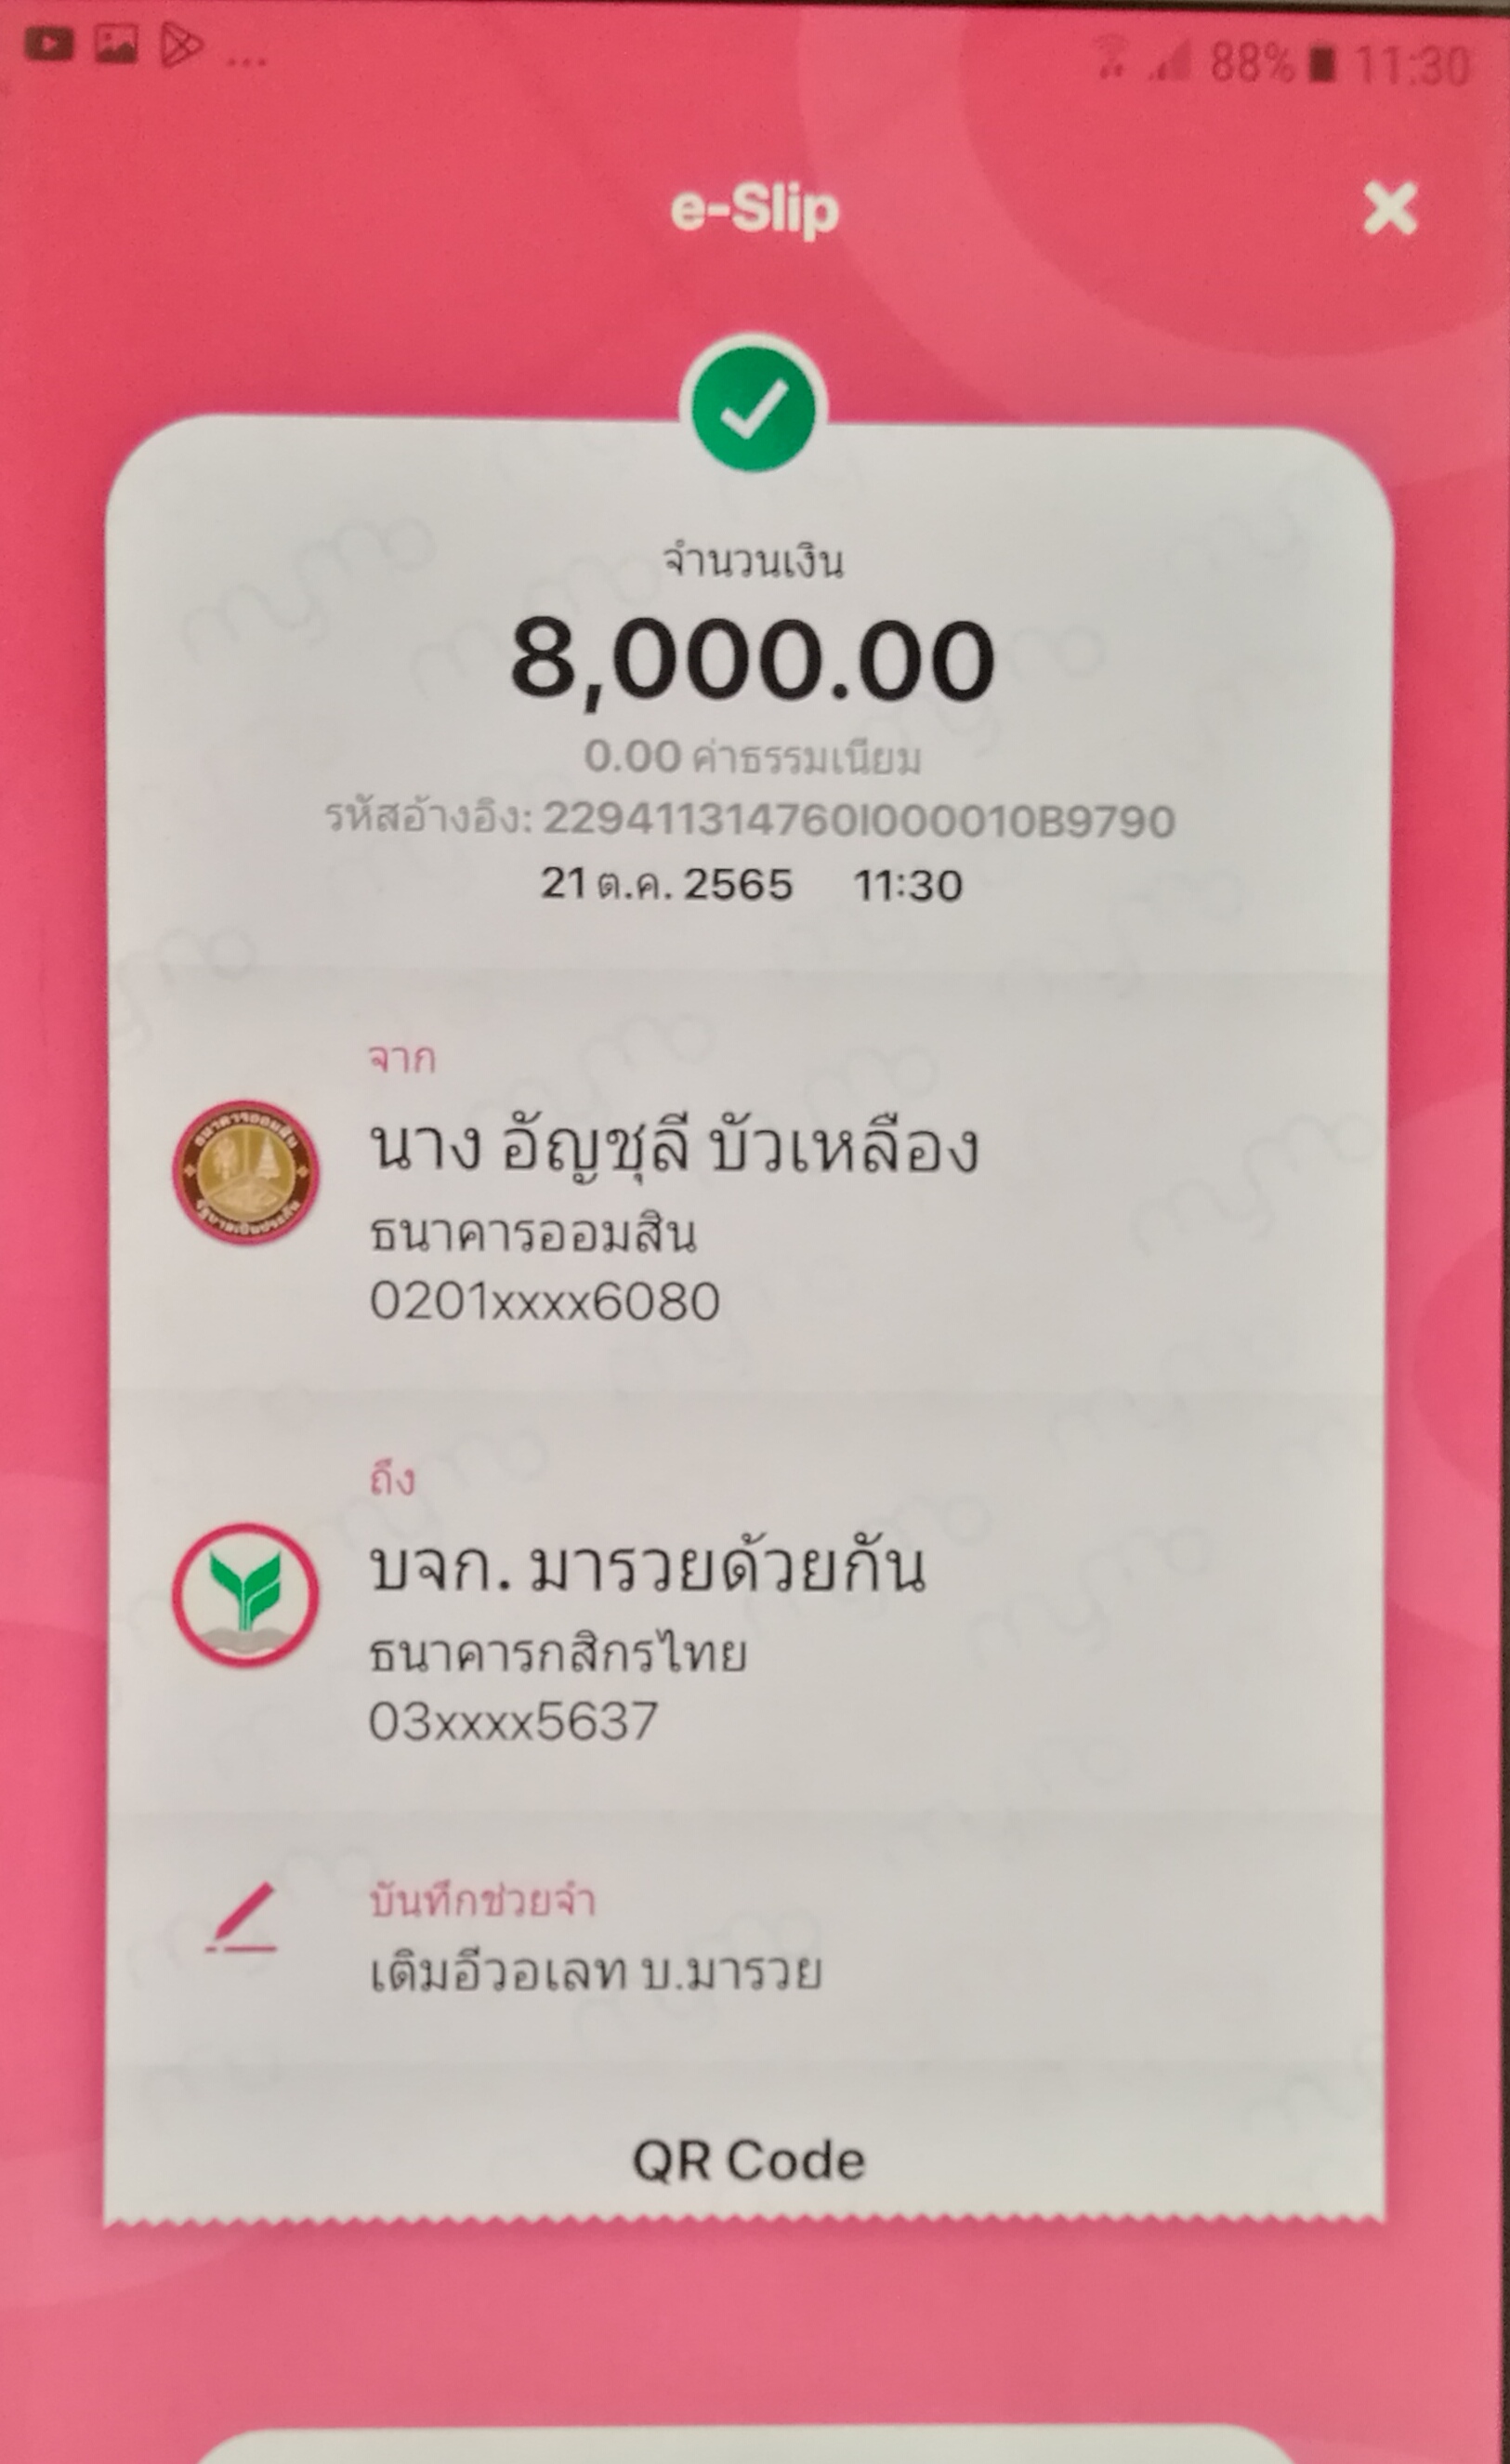 ... 88% 11:30
e-Slip
จำนวนเงิน
8,000.00
0.00 ค่าธรรมเนียม
รหัสอ้างอิง: 229411314760I000010B9790
21 ต.ค. 2565 11:30
จาก
นาง อัญชุลี บัวเหลือง
ธนาคารออมสิน
0201xxxx6080
ถึง
บจก. มารวยด้วยกัน
ธนาคารกสิกรไทย
03xxxx5637
บันทึกช่วยจำ
เติมอีวอเลท บ.มารวย
QR Code